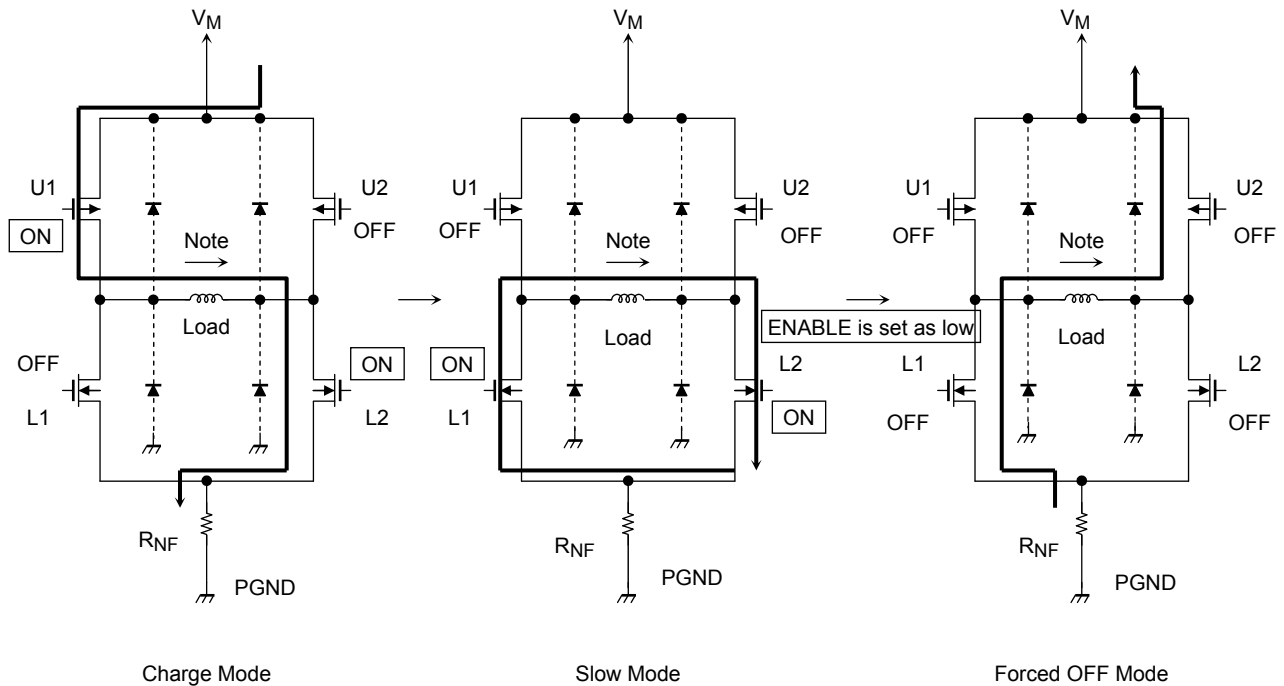 VM
U1
ON
U2
OFF
Note
Load
OFF
L1
ON
L2
RNF
PGND
Charge Mode
VM
U1
OFF
U2
OFF
Note
Load
ON
L1
L2
ON
RNF
PGND
Slow Mode
ENABLE is set as low
VM
U1
OFF
U2
OFF
Note
Load
L1
OFF
L2
OFF
RNF
PGND
Forced OFF Mode